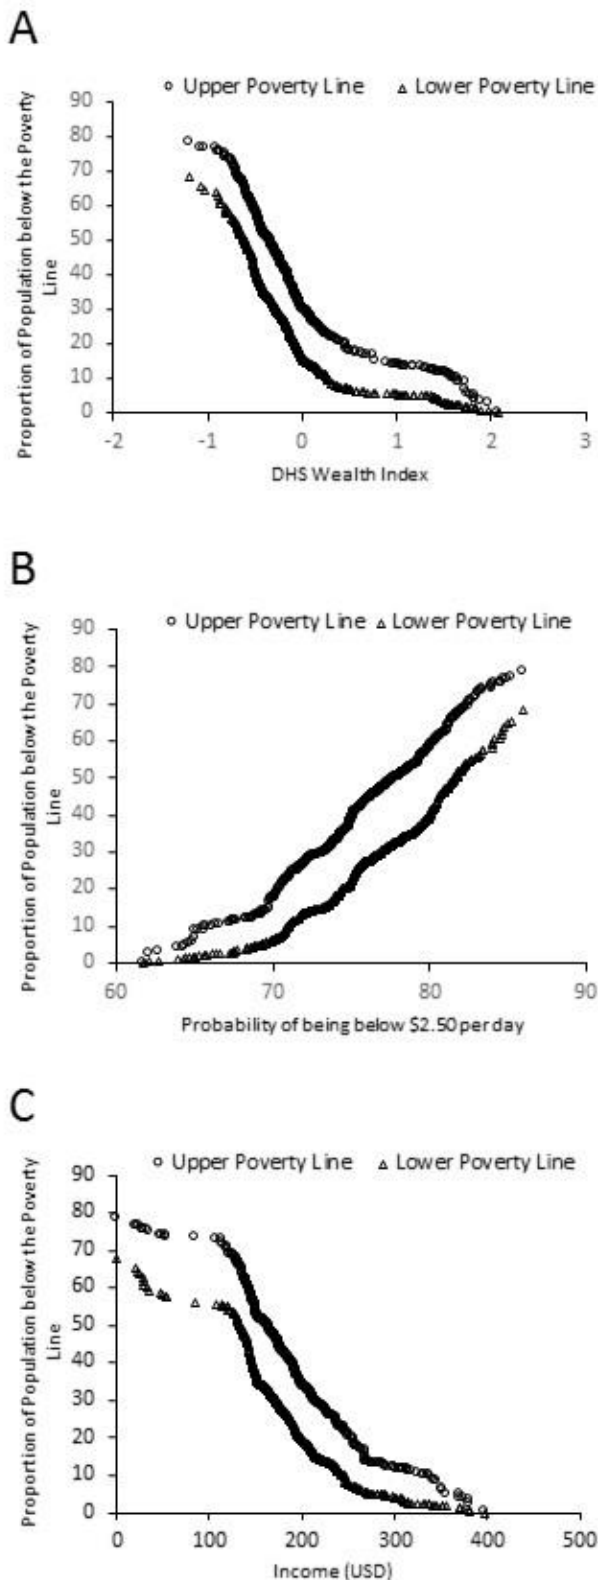 A
○ Upper Poverty Line △ Lower Poverty Line
Proportion of Population below the Poverty
Line
90
80
70
60
50
40
30
20
10
0
-2 -1 0 1 2 3
DHS Wealth Index
B
○ Upper Poverty Line △ Lower Poverty Line
Proportion of Population below the Poverty
Line
90
80
70
60
50
40
30
20
10
0
60 70 80 90
Probability of being below $2.50 per day
C
○ Upper Poverty Line △ Lower Poverty Line
Proportion of Population below the Poverty
Line
90
80
70
60
50
40
30
20
10
0
0 100 200 300 400 500
Income (USD)